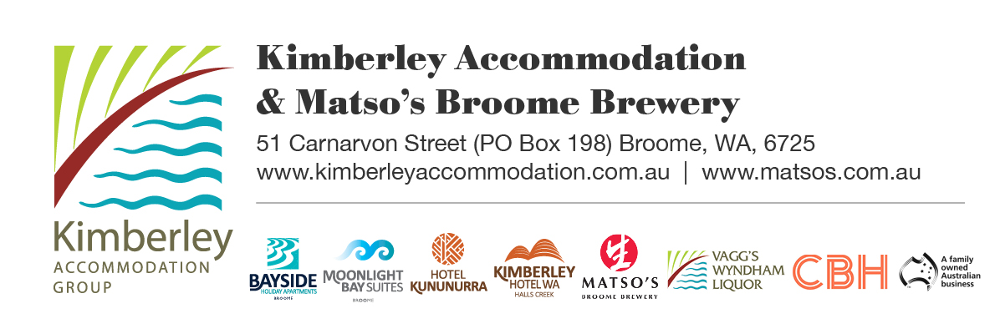 Kimberley Accommodation
& Matso's Broome Brewery
51 Carnarvon Street (PO Box 198) Broome, WA, 6725
www.kimberleyaccommodation.com.au | www.matsos.com.au
Kimberley
ACCOMMODATION
GROUP
BAYSIDE
HOLIDAY APARTMENTS
BROOME
MOONLIGHT
BAY SUITES
BROOME
HOTEL
KUNUNURRA
KIMBERLEY
HOTEL WA
HALLS CREEK
MATSO'S
BROOME BREWERY
VAGG'S
WYNDHAM
LIQUOR
CBH
A family
owned
Australian
business